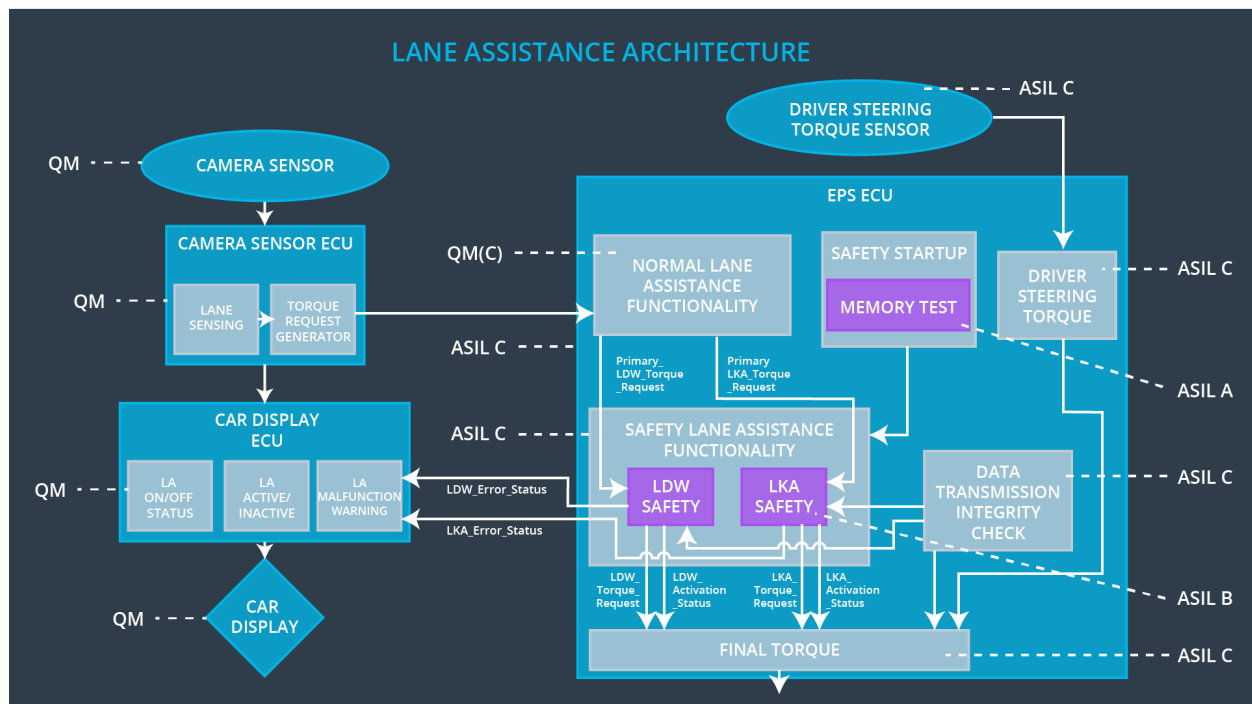 LANE ASSISTANCE ARCHITECTURE
ASIL C
DRIVER STEERING
TORQUE SENSOR
QM
CAMERA SENSOR
EPS ECU
CAMERA SENSOR ECU
QM(C)
NORMAL LANE
ASSISTANCE
FUNCTIONALITY
SAFETY STARTUP
MEMORY TEST
DRIVER
STEERING
TORQUE
ASIL C
QM
LANE
SENSING
TORQUE
REQUEST
GENERATOR
ASIL C
Primary_
LDW_Torque
_Request
Primary
LKA_Torque
_Request
ASIL A
CAR DISPLAY
ECU
ASIL C
SAFETY LANE ASSISTANCE
FUNCTIONALITY
QM
LA
ON/OFF
STATUS
LA
ACTIVE/
INACTIVE
LA
MALFUNCTION
WARNING
LDW_Error_Status
LKA_Error_Status
LDW
SAFETY
LKA
SAFETY
DATA
TRANSMISSION
INTEGRITY
CHECK
ASIL C
LDW_
Torque_
Request
LDW_
Activation
_Status
LKA_
Torque_
Request
LKA_
Activation
_Status
ASIL B
QM
CAR
DISPLAY
FINAL TORQUE
ASIL C